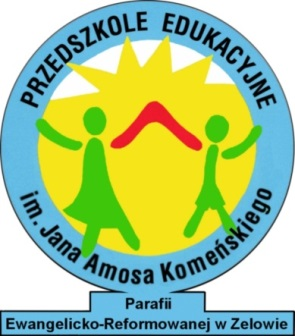 PRZEDSZKOLE EDUKACYJNE
im. Jana Amosa Komeńskiego
Parafii
Ewangelicko-Reformowanej w Zelowie